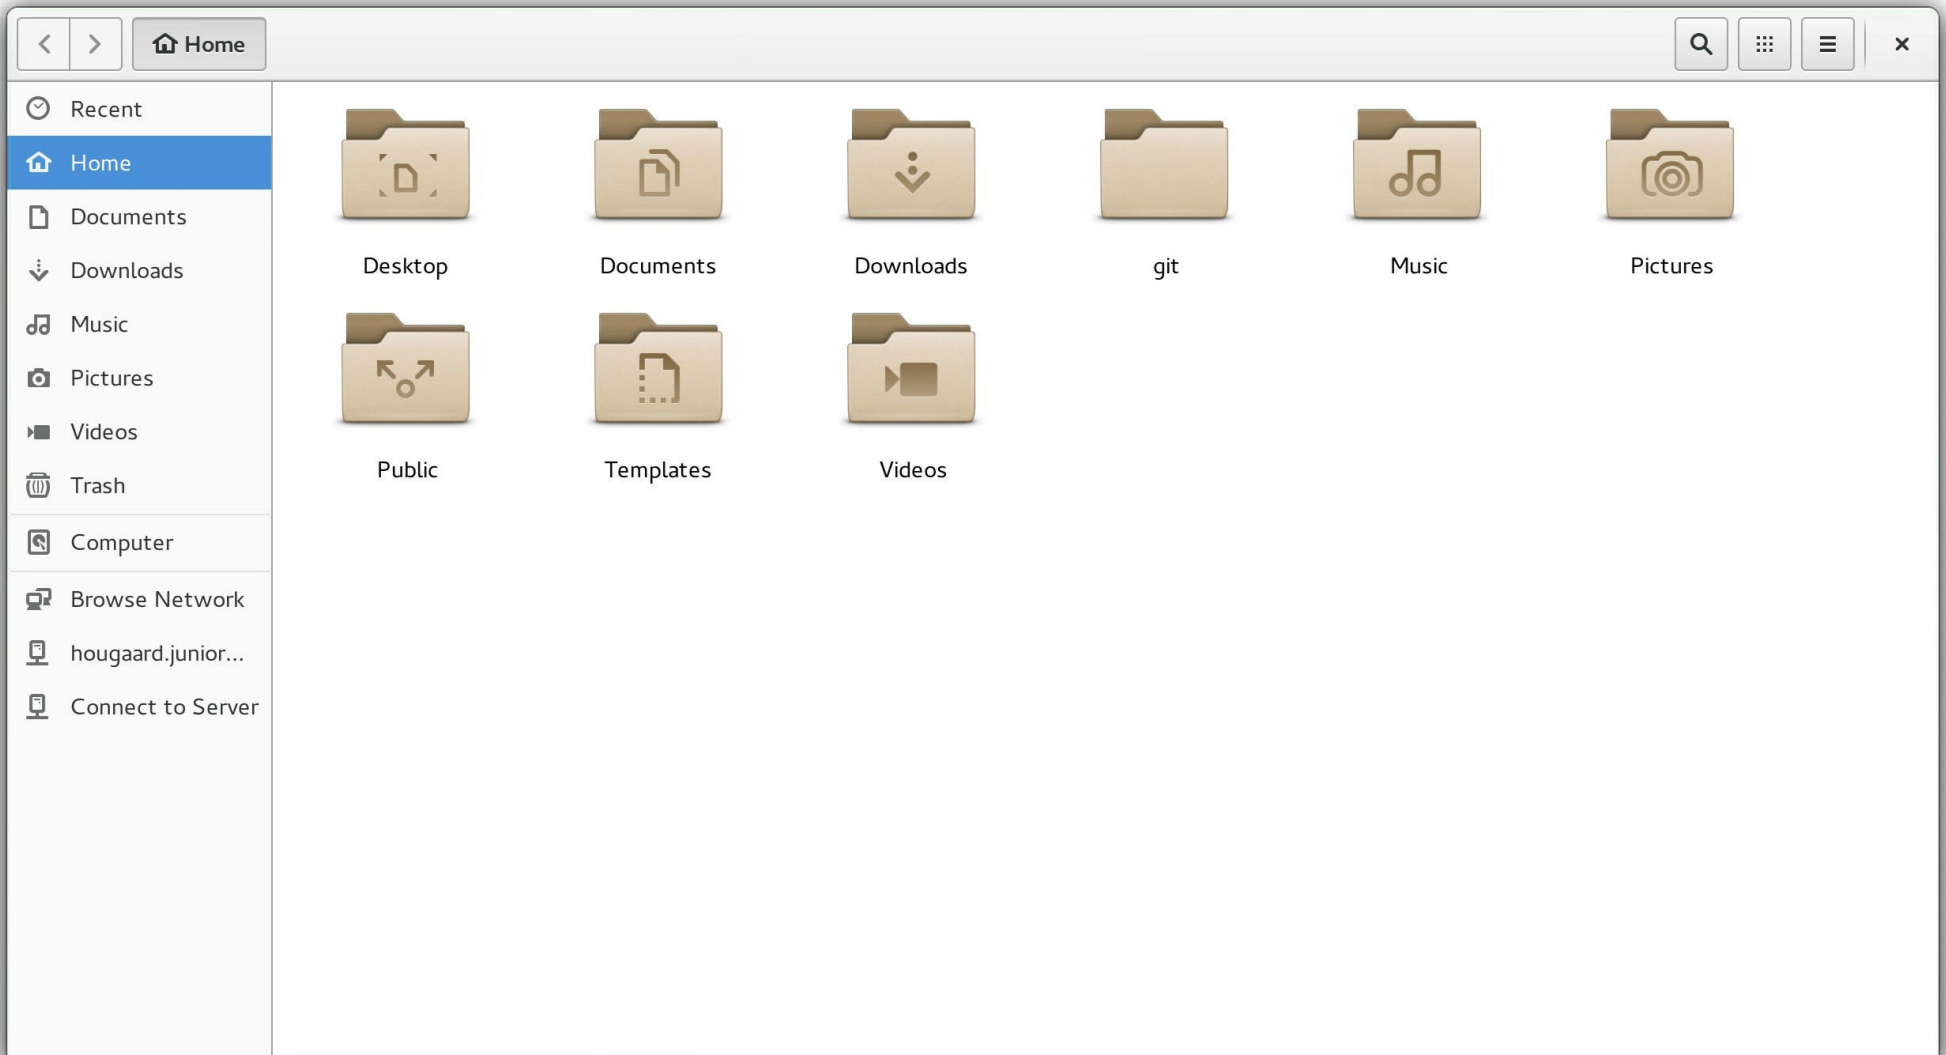 Home
Recent
Home
Documents
Downloads
Music
Pictures
Videos
Trash
Computer
Browse Network
hougaard.junior...
Connect to Server
Desktop Documents Downloads git Music Pictures
Public Templates Videos